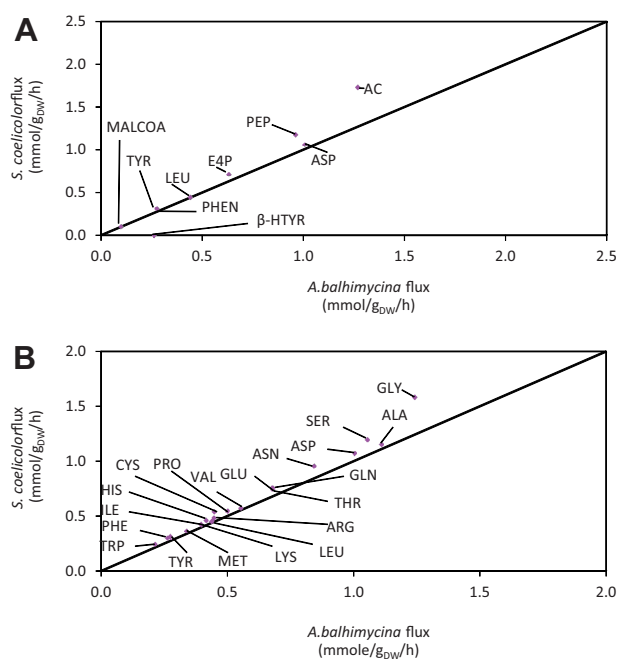 A
2.5
2.0
1.5
1.0
0.5
0.0
S. coelicolorflux
(mmol/gDW/h)
AC
PEP
MALCOA
ASP
E4P
TYR
LEU
PHEN
β-HTYR
0.0 0.5 1.0 1.5 2.0 2.5
A.balhimycina flux
(mmol/gDW/h)
B
2.0
1.5
1.0
0.5
0.0
S. coelicolorflux
(mmol/gDW/h)
GLY
SER
ALA
ASP
ASN
CYS
PRO
VAL
GLU
GLN
HIS
THR
ILE
PHE
ARG
TRP
TYR
MET
LYS
LEU
0.0 0.5 1.0 1.5 2.0
A.balhimycina flux
(mmole/gDW/h)